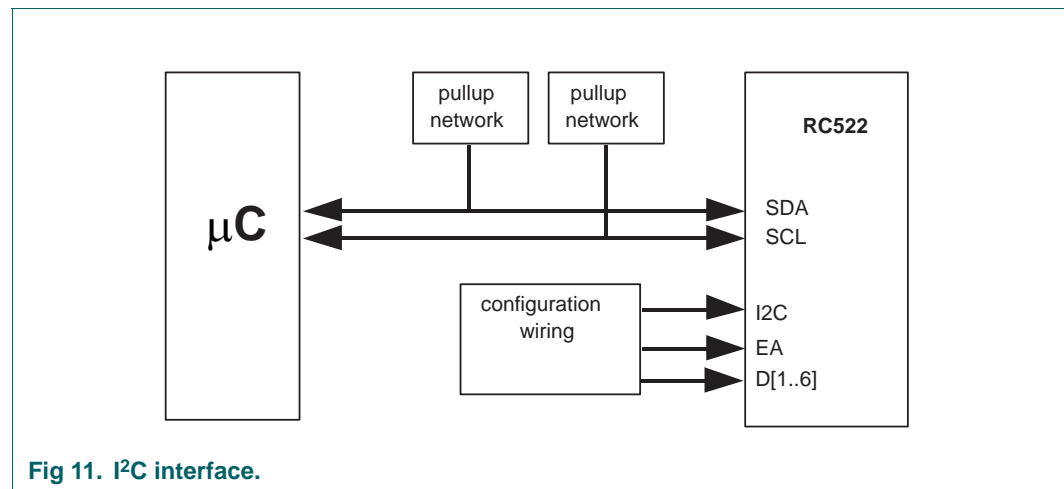 pullup
network
pullup
network
RC522
μC
SDA
SCL
configuration
wiring
I2C
EA
D[1..6]
Fig 11. I²C interface.